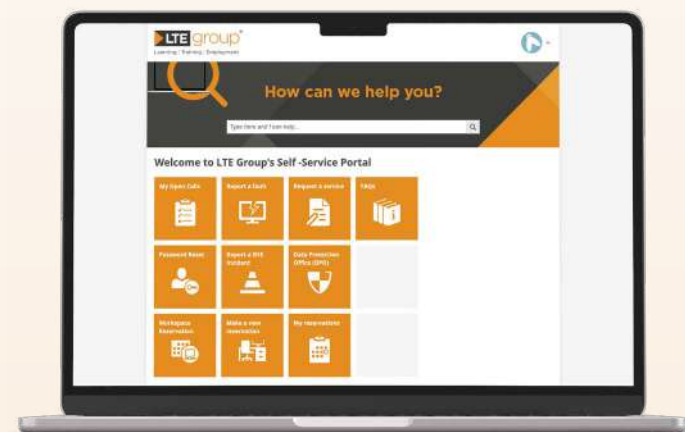 LTE group
Learning / Training / Employment
How can we help you?
Type here and I can help...
Welcome to LTE Group's Self -Service Portal
My Open Calls
Report a fault
Request a service
FAQs
Password Reset
Report a
Incident
Data Protection
Office (DPO)
Workspace
Reservation
Make a new
reservation
My reservations